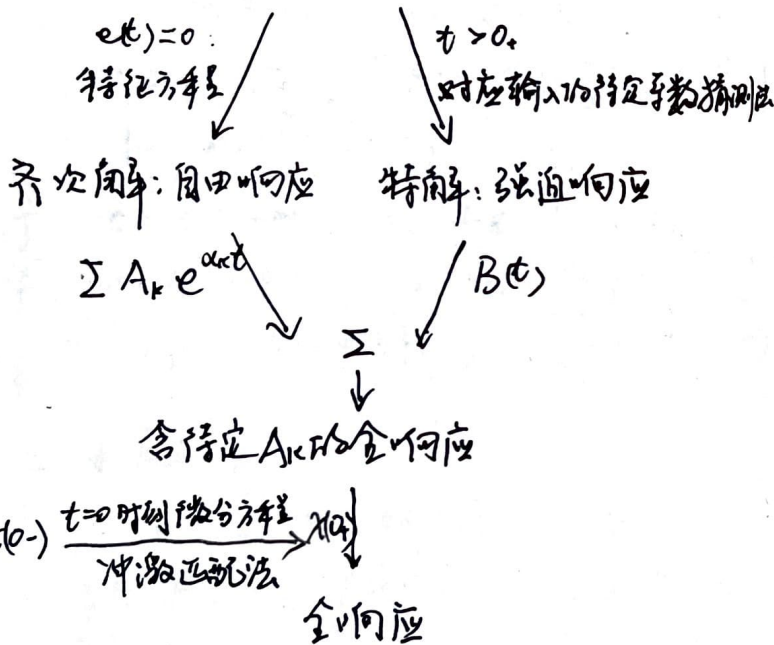 e(t)=0:
特征方程
t>0₊
对应输入的待定系数猜测法
齐次解:自由响应
特解:强迫响应
Σ Aₖ e^{αₖt}
B(t)
Σ
含待定Aₖ的全响应
(0-) t=0时刻微分方程 r(0₊)
冲激匹配法
全响应